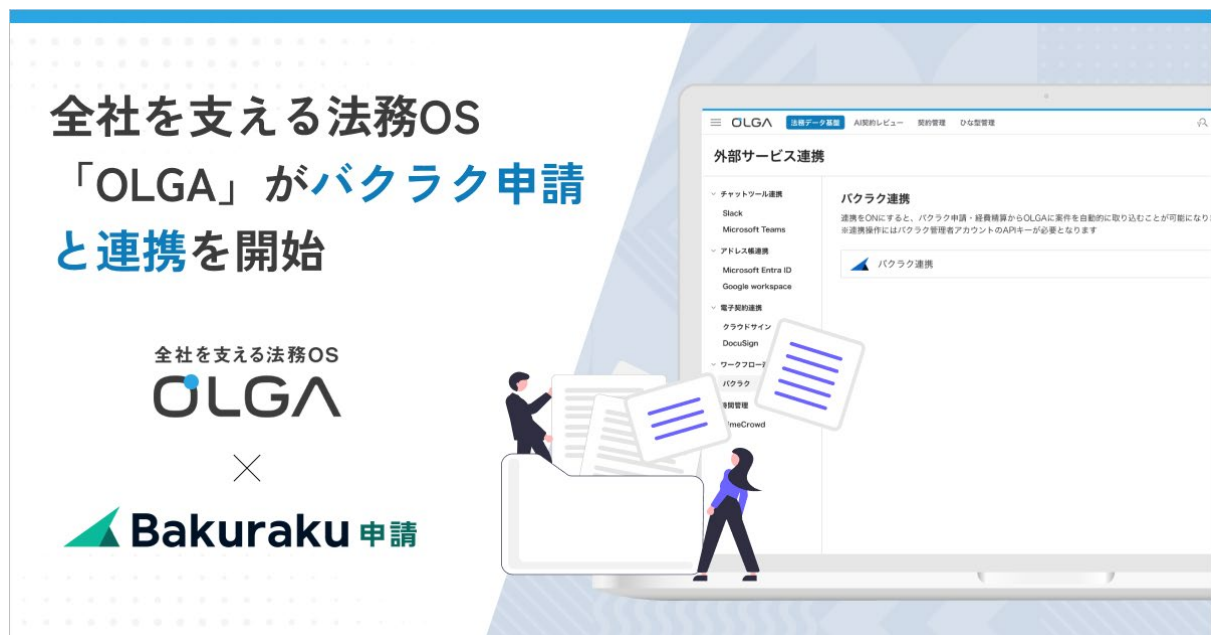 全社を支える法務OS
「OLGA」がバクラク申請
と連携を開始
全社を支える法務OS
OLGA
×
Bakuraku 申請
OLGA 法務データ基盤 AI契約レビュー 契約管理 ひな型管理
外部サービス連携
チャットツール連携
Slack
Microsoft Teams
アドレス帳連携
Microsoft Entra ID
Google workspace
電子契約連携
クラウドサイン
DocuSign
ワークフロー
バクラク
時間管理
meCrowd
バクラク連携
連携をONにすると、バクラク申請・経費精算からOLGAに案件を自動的に取り込むことが可能になり
※連携操作にはバクラク管理者アカウントのAPIキーが必要となります
バクラク連携